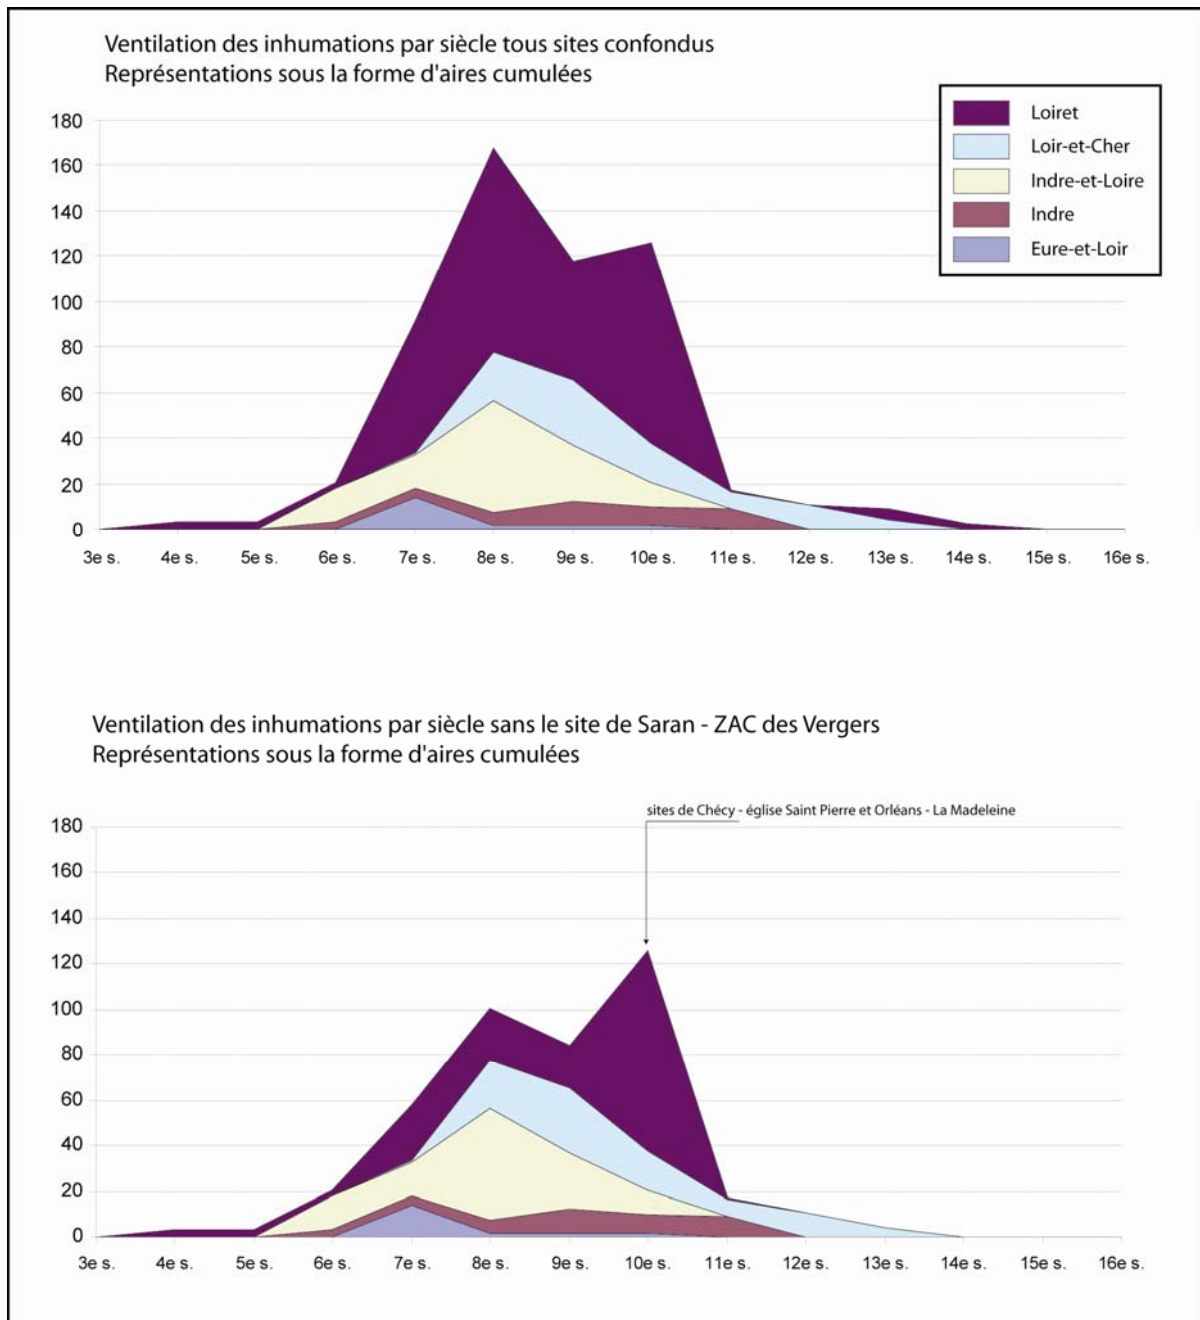 Ventilation des inhumations par siècle tous sites confondus
Représentations sous la forme d'aires cumulées
Loiret
Loir-et-Cher
Indre-et-Loire
Indre
Eure-et-Loir
180
160
140
120
100
80
60
40
20
0
3e s. 4e s. 5e s. 6e s. 7e s. 8e s. 9e s. 10e s. 11e s. 12e s. 13e s. 14e s. 15e s. 16e s.
Ventilation des inhumations par siècle sans le site de Saran - ZAC des Vergers
Représentations sous la forme d'aires cumulées
sites de Chécy - église Saint Pierre et Orléans - La Madeleine
180
160
140
120
100
80
60
40
20
0
3e s. 4e s. 5e s. 6e s. 7e s. 8e s. 9e s. 10e s. 11e s. 12e s. 13e s. 14e s. 15e s. 16e s.